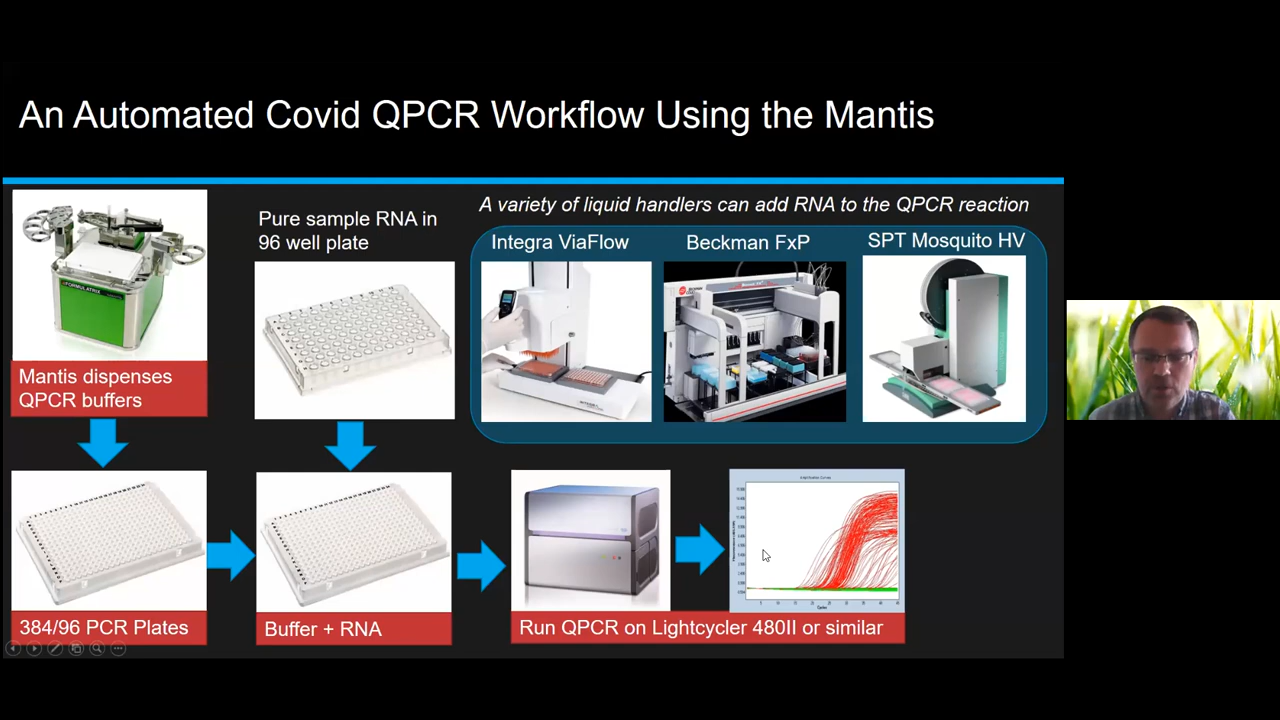 An Automated Covid QPCR Workflow Using the Mantis
A variety of liquid handlers can add RNA to the QPCR reaction
Pure sample RNA in
96 well plate
Integra ViaFlow
Beckman FxP
SPT Mosquito HV
FORMULATRIX
Mantis dispenses
QPCR buffers
384/96 PCR Plates
Buffer + RNA
Run QPCR on Lightcycler 480II or similar
Cycles